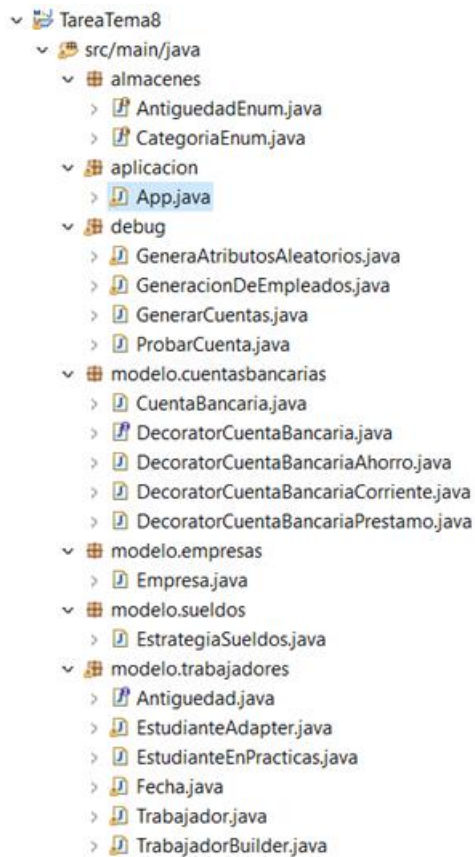 TareaTema8
src/main/java
almacenes
AntiguedadEnum.java
CategoriaEnum.java
aplicacion
App.java
debug
GeneraAtributosAleatorios.java
GeneracionDeEmpleados.java
GenerarCuentas.java
ProbarCuenta.java
modelo.cuentasbancarias
CuentaBancaria.java
DecoratorCuentaBancaria.java
DecoratorCuentaBancariaAhorro.java
DecoratorCuentaBancariaCorriente.java
DecoratorCuentaBancariaPrestamo.java
modelo.empresas
Empresa.java
modelo.sueldos
EstrategiaSueldos.java
modelo.trabajadores
Antiguedad.java
EstudianteAdapter.java
EstudianteEnPracticas.java
Fecha.java
Trabajador.java
TrabajadorBuilder.java